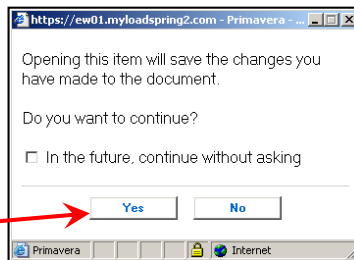 https://ew01.myloadspring2.com - Primavera - ...
Opening this item will save the changes you
have made to the document.
Do you want to continue?
In the future, continue without asking
Yes No
Primavera Internet